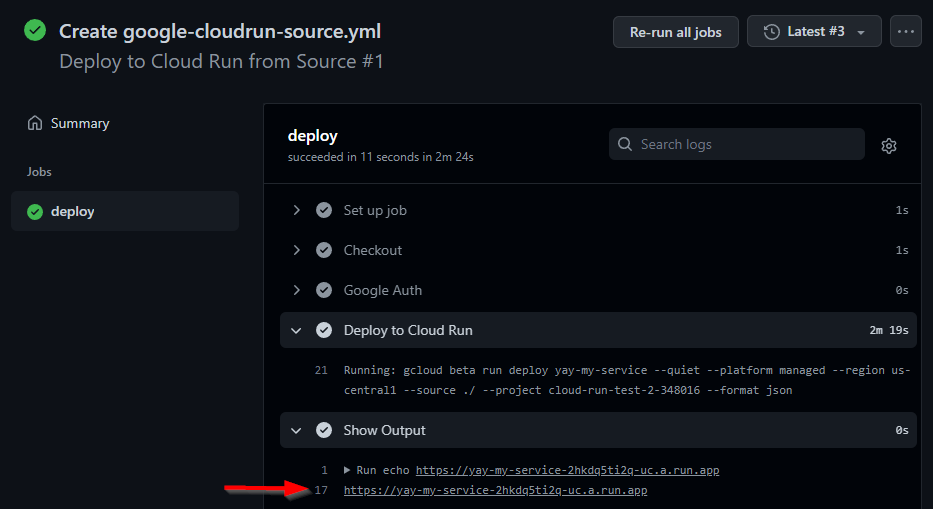 Create google-cloudrun-source.yml
Re-run all jobs
Latest #3
Deploy to Cloud Run from Source #1
Summary
Jobs
deploy
deploy
succeeded in 11 seconds in 2m 24s
Search logs
Set up job 1s
Checkout 1s
Google Auth 0s
Deploy to Cloud Run 2m 19s
21 Running: gcloud beta run deploy yay-my-service --quiet --platform managed --region us-
central1 --source ./ --project cloud-run-test-2-348016 --format json
Show Output 0s
1 Run echo https://yay-my-service-2hkdq5ti2q-uc.a.run.app
17 https://yay-my-service-2hkdq5ti2q-uc.a.run.app